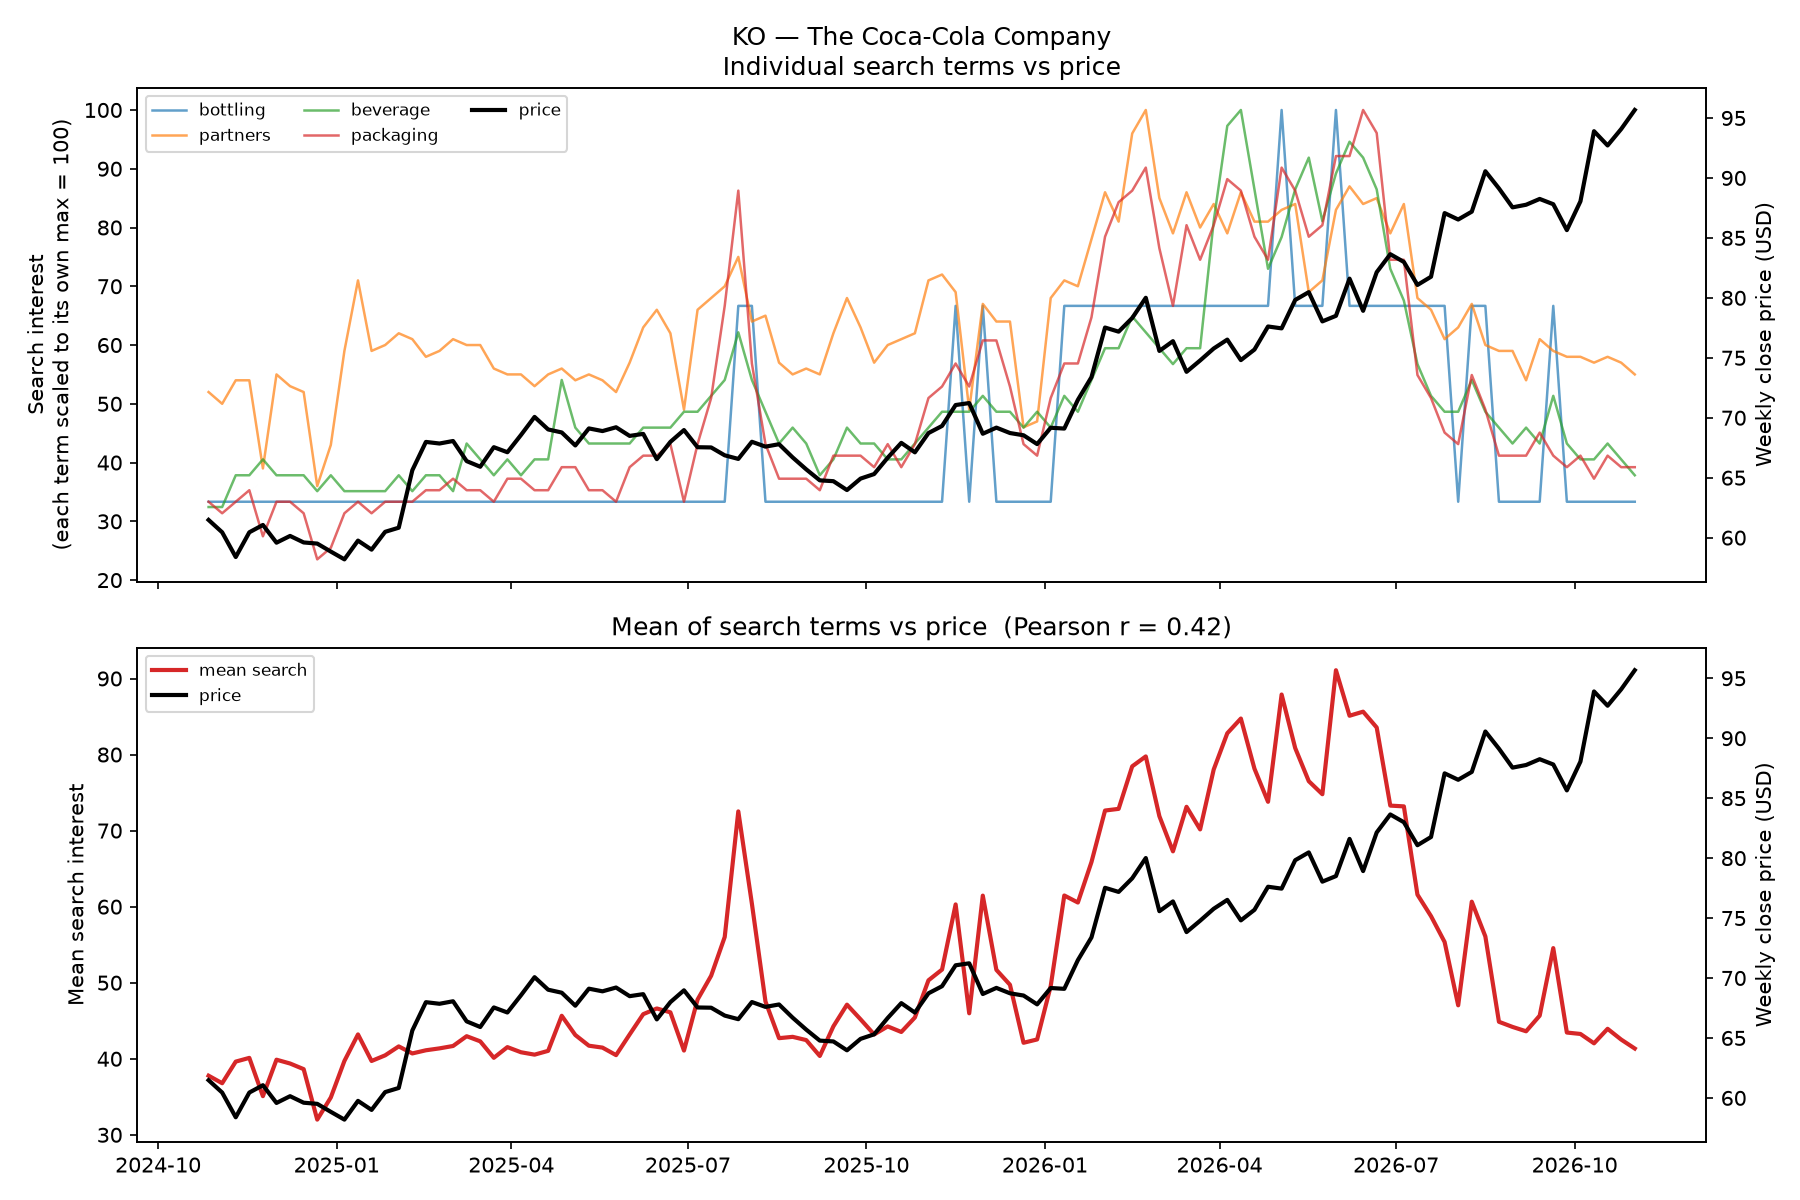 KO — The Coca-Cola Company
Individual search terms vs price
bottling
partners
beverage
packaging
price
Search interest
(each term scaled to its own max = 100)
100
90
80
70
60
50
40
30
20
Weekly close price (USD)
95
90
85
80
75
70
65
60
Mean of search terms vs price  (Pearson r = 0.42)
mean search
price
Mean search interest
90
80
70
60
50
40
30
Weekly close price (USD)
95
90
85
80
75
70
65
60
2024-10
2025-01
2025-04
2025-07
2025-10
2026-01
2026-04
2026-07
2026-10